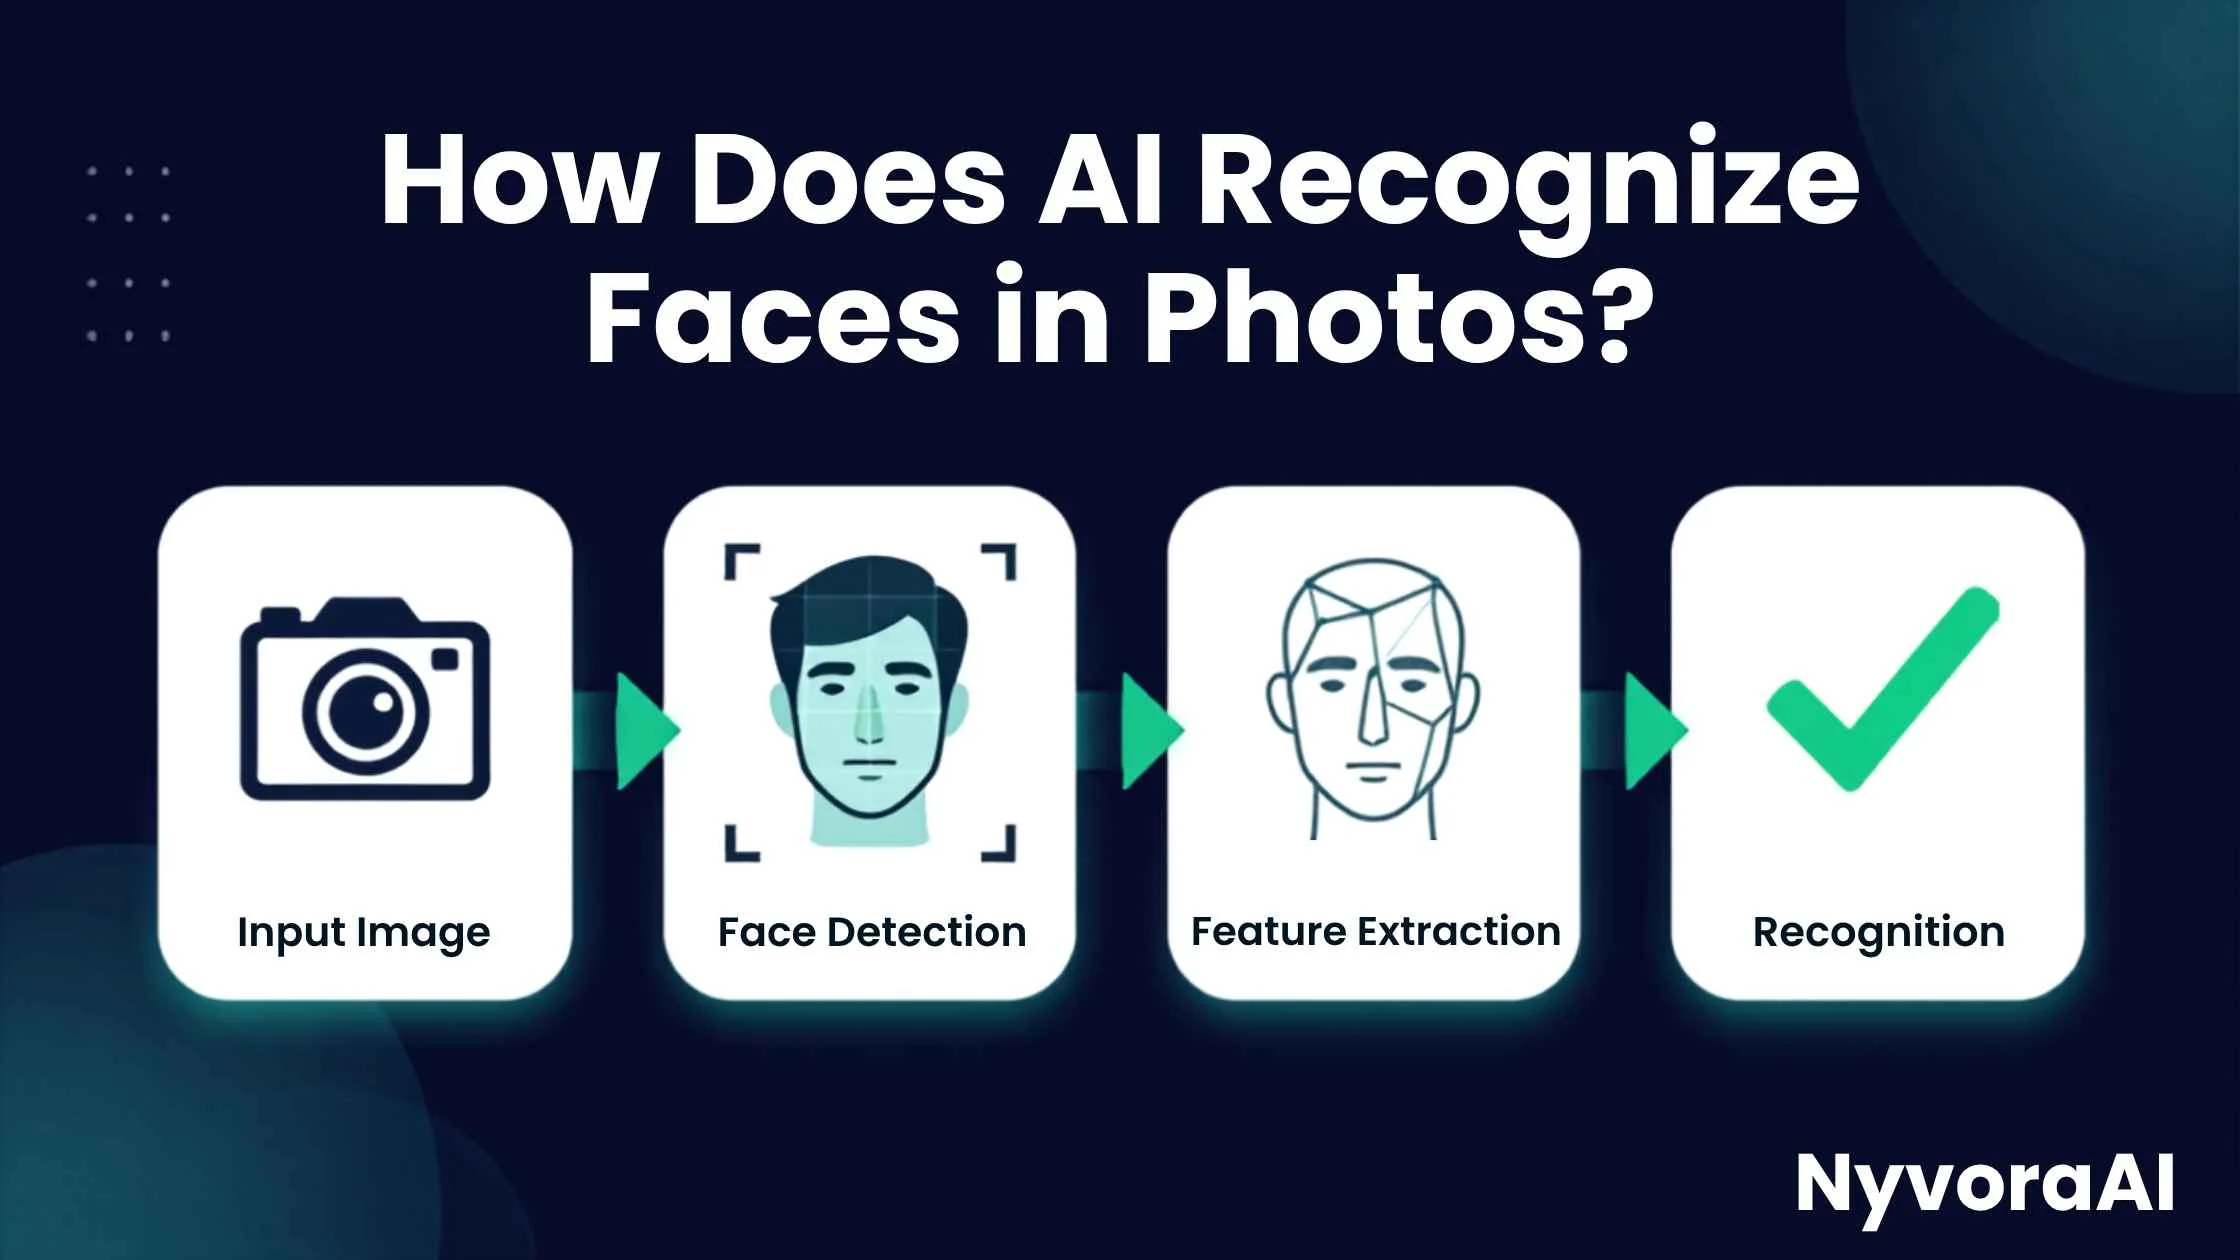 How Does AI Recognize
Faces in Photos?
Input Image
Face Detection
Feature Extraction
Recognition
NyvoraAI